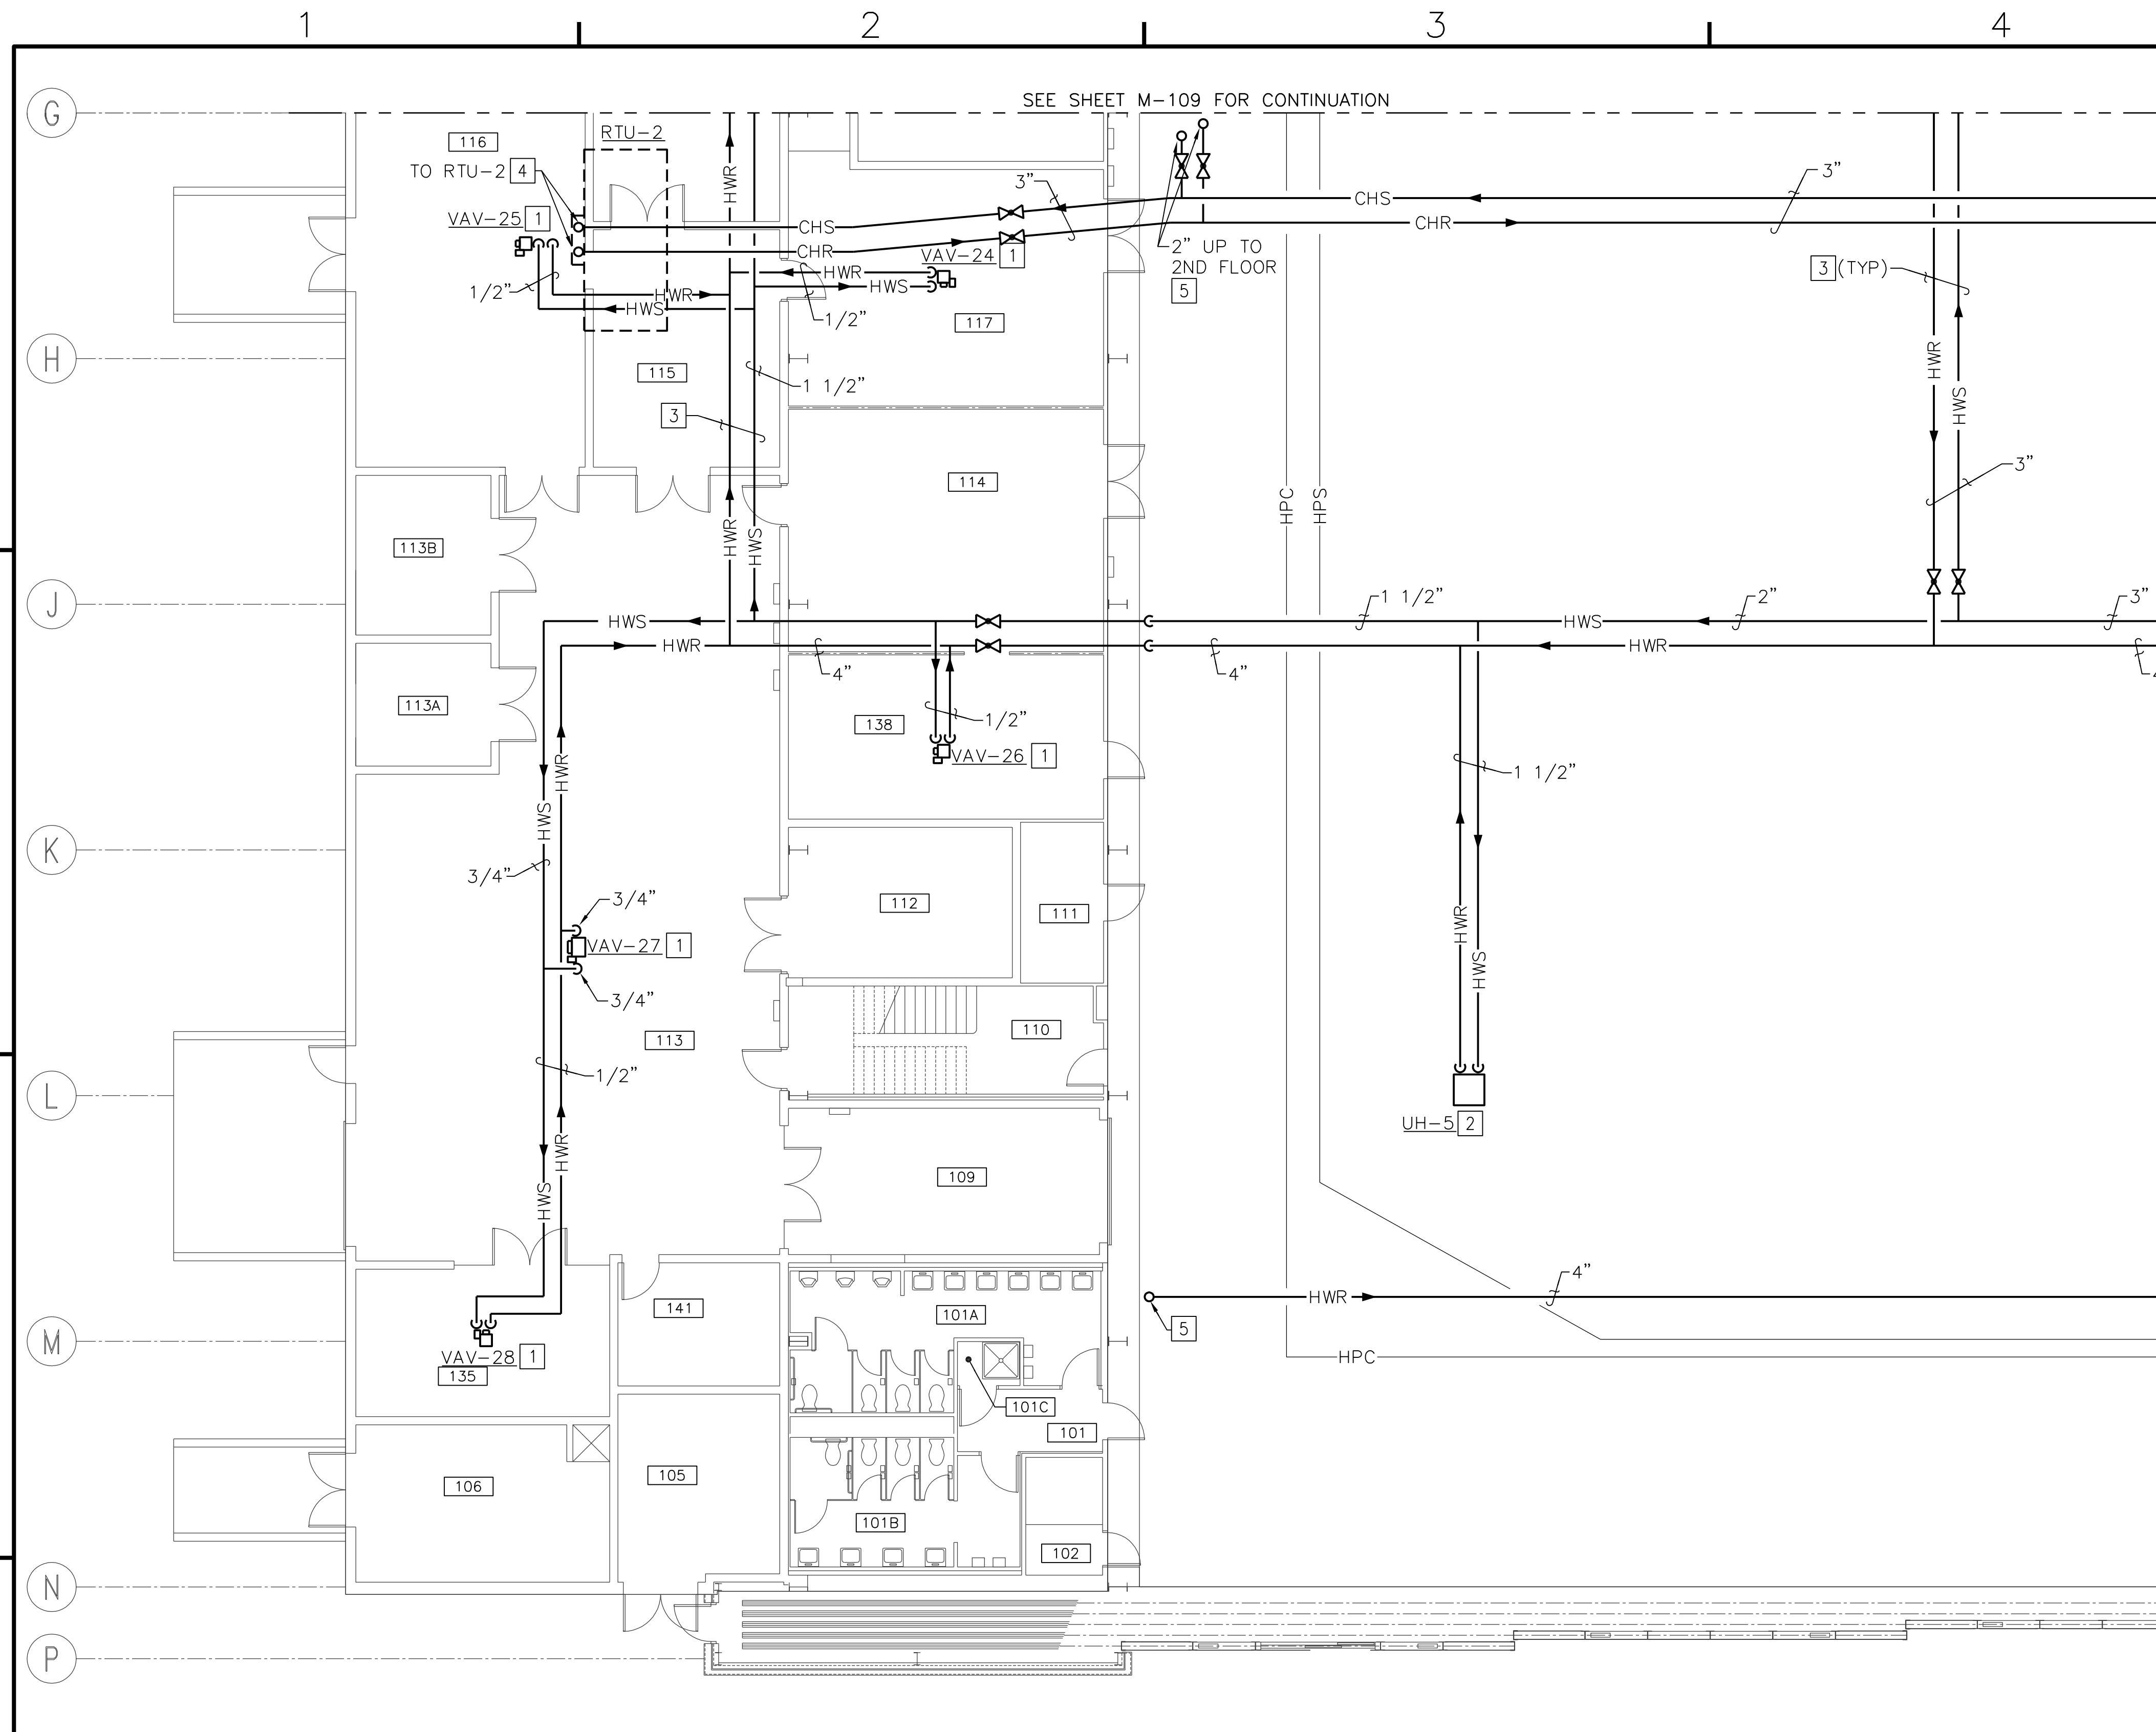 1 2 3 4
SEE SHEET M-109 FOR CONTINUATION
G
116
RTU-2
TO RTU-2 4
HWR
3"
3"
CHS
VAV-25 1
CHS
CHR
CHR
VAV-24 1
2" UP TO
2ND FLOOR
5
3 (TYP)
HWR
HWS
1/2"
HWR
HWS
1/2"
117
H
115
1 1/2"
HWR
HWS
3
3"
114
HPC
HPS
HWR
HWS
113B
J
1 1/2"
2"
3"
HWS
HWS
HWR
HWR
4"
4"
113A
138
1/2"
VAV-26 1
HWR
1 1/2"
HWS
K
3/4"
3/4"
112
111
HWR
VAV-27 1
HWS
3/4"
110
113
L
1/2"
UH-5 2
HWR
109
HWS
4"
141
101A
HWR
5
M
VAV-28 1
135
HPC
101C
101
105
106
101B
102
N
P